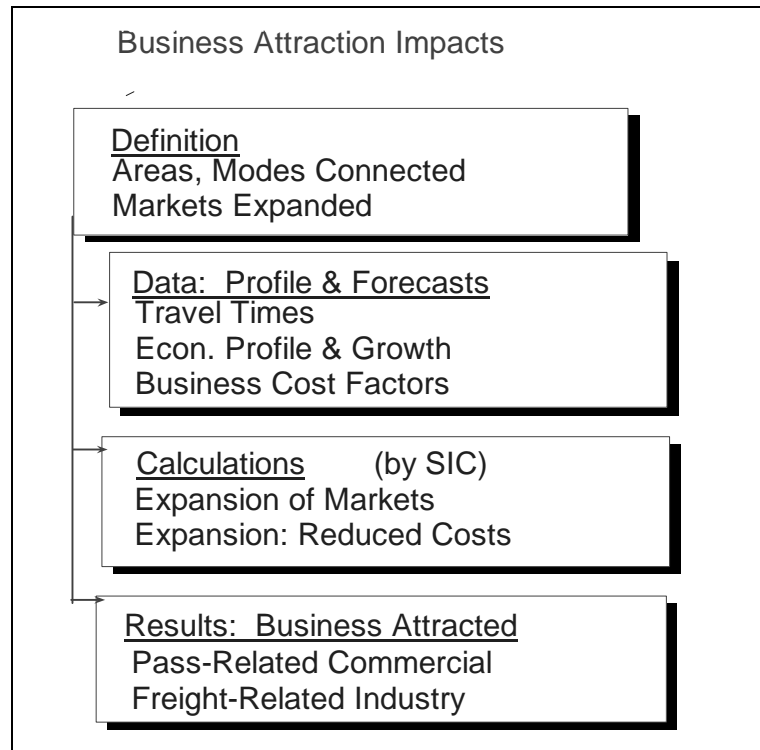 Business Attraction Impacts
Definition
Areas, Modes Connected
Markets Expanded
Data: Profile & Forecasts
Travel Times
Econ. Profile & Growth
Business Cost Factors
Calculations (by SIC)
Expansion of Markets
Expansion: Reduced Costs
Results: Business Attracted
Pass-Related Commercial
Freight-Related Industry